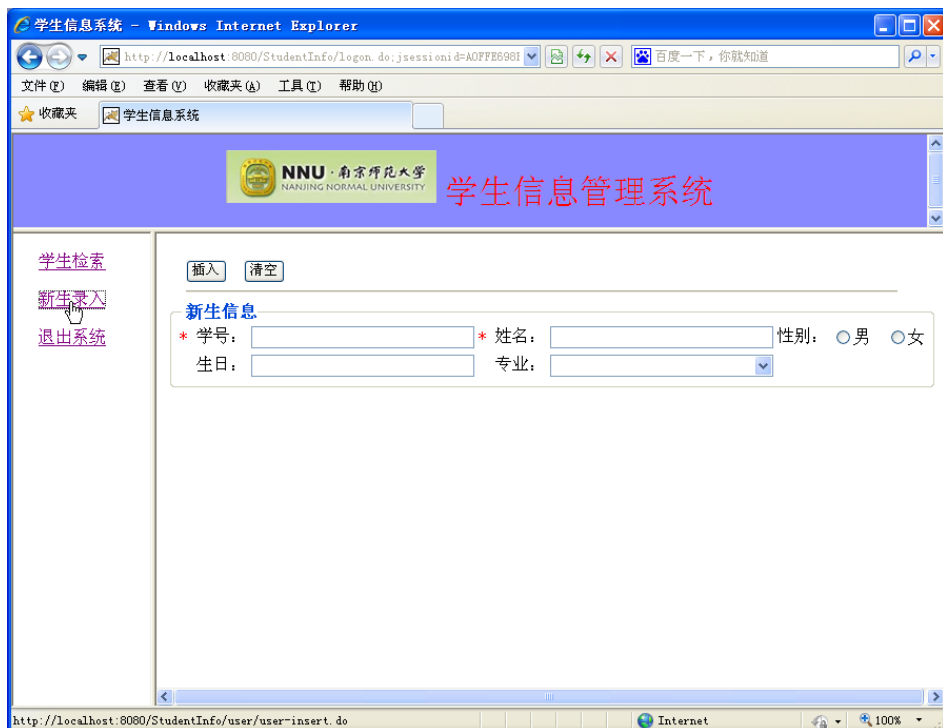 学生信息系统 - Windows Internet Explorer
http://localhost:8080/StudentInfo/logon.do;jsessionid=A0FFE698 百度一下，你就知道
文件(F) 编辑(E) 查看(V) 收藏夹(A) 工具(T) 帮助(H)
收藏夹 学生信息系统
NNU·南京师范大学
NANJING NORMAL UNIVERSITY
学生信息管理系统
学生检索
新生录入
退出系统
插入 清空
新生信息
* 学号： * 姓名： 性别： 男 女
生日： 专业：
http://localhost:8080/StudentInfo/user/user-insert.do Internet 100%